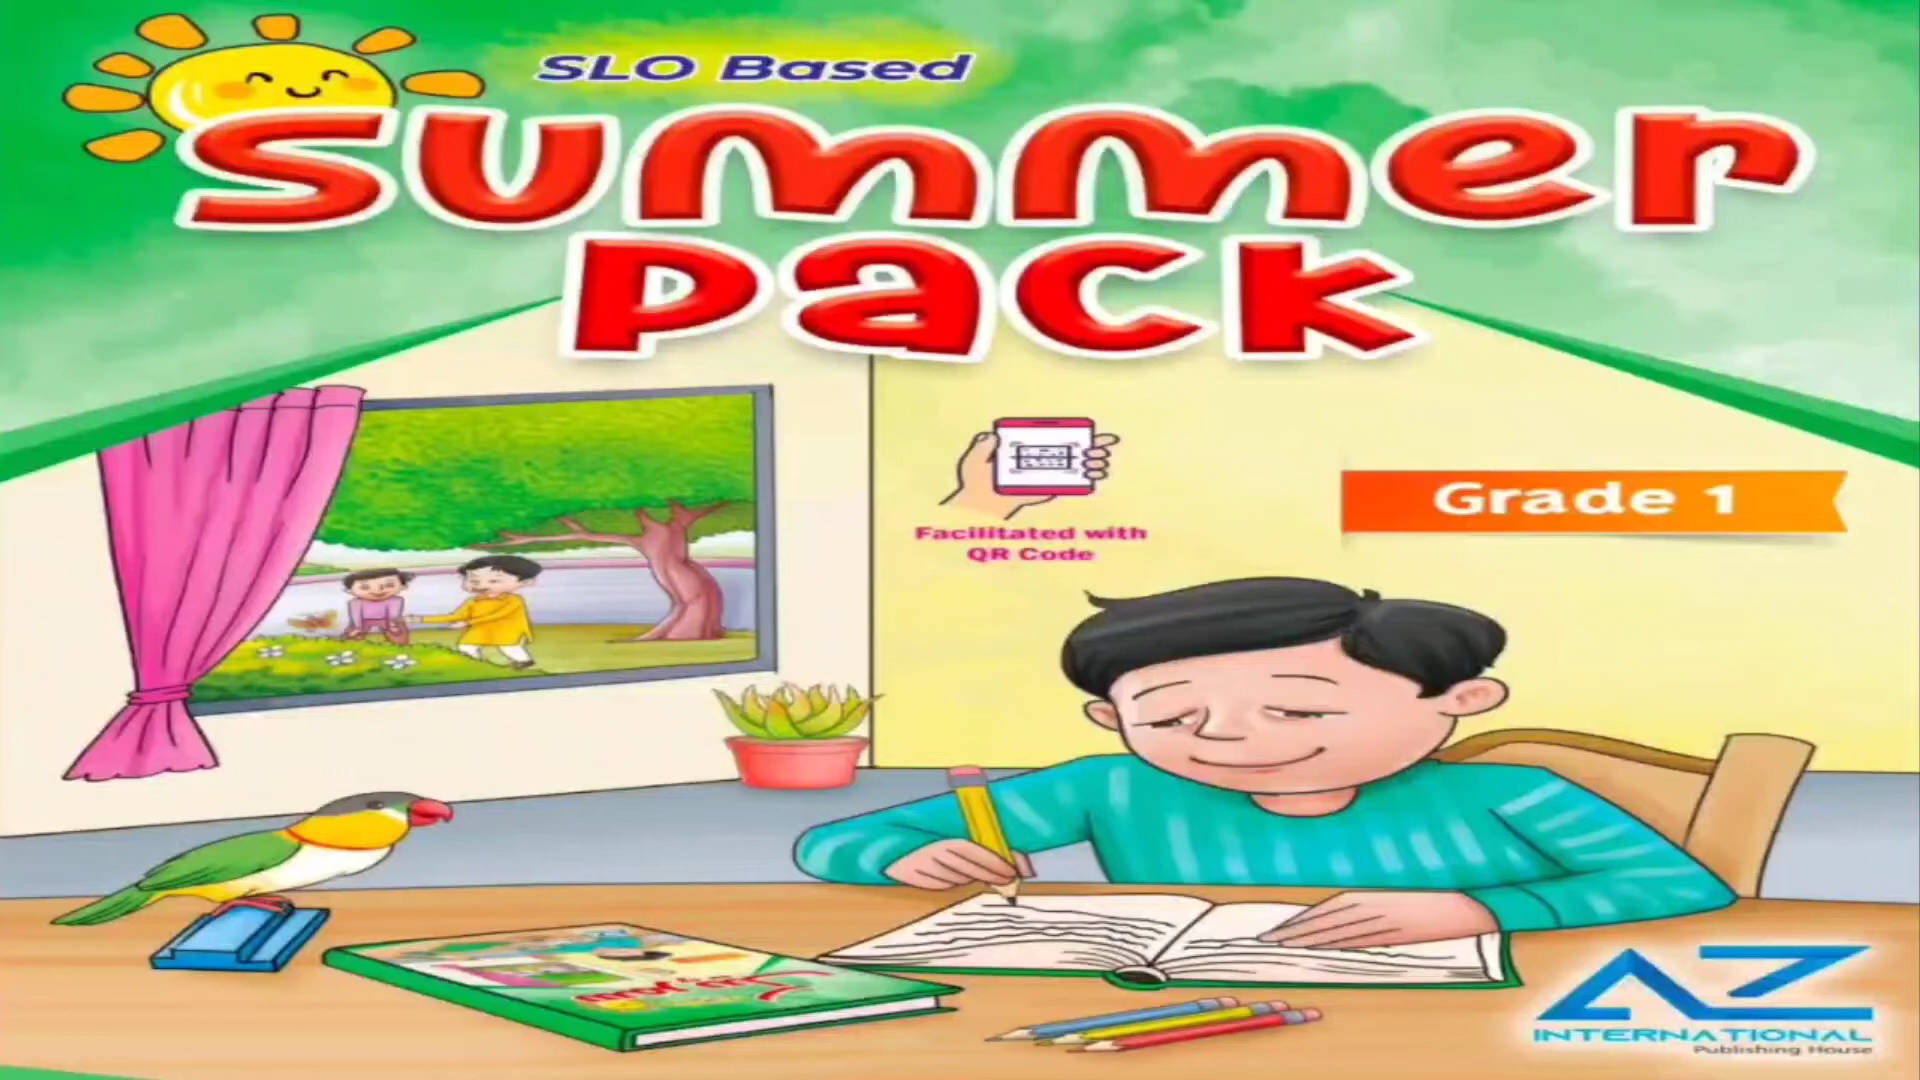 SLO Based
Summer
Pack
Facilitated with
QR Code
Grade 1
AZ
INTERNATIONAL
Publishing House